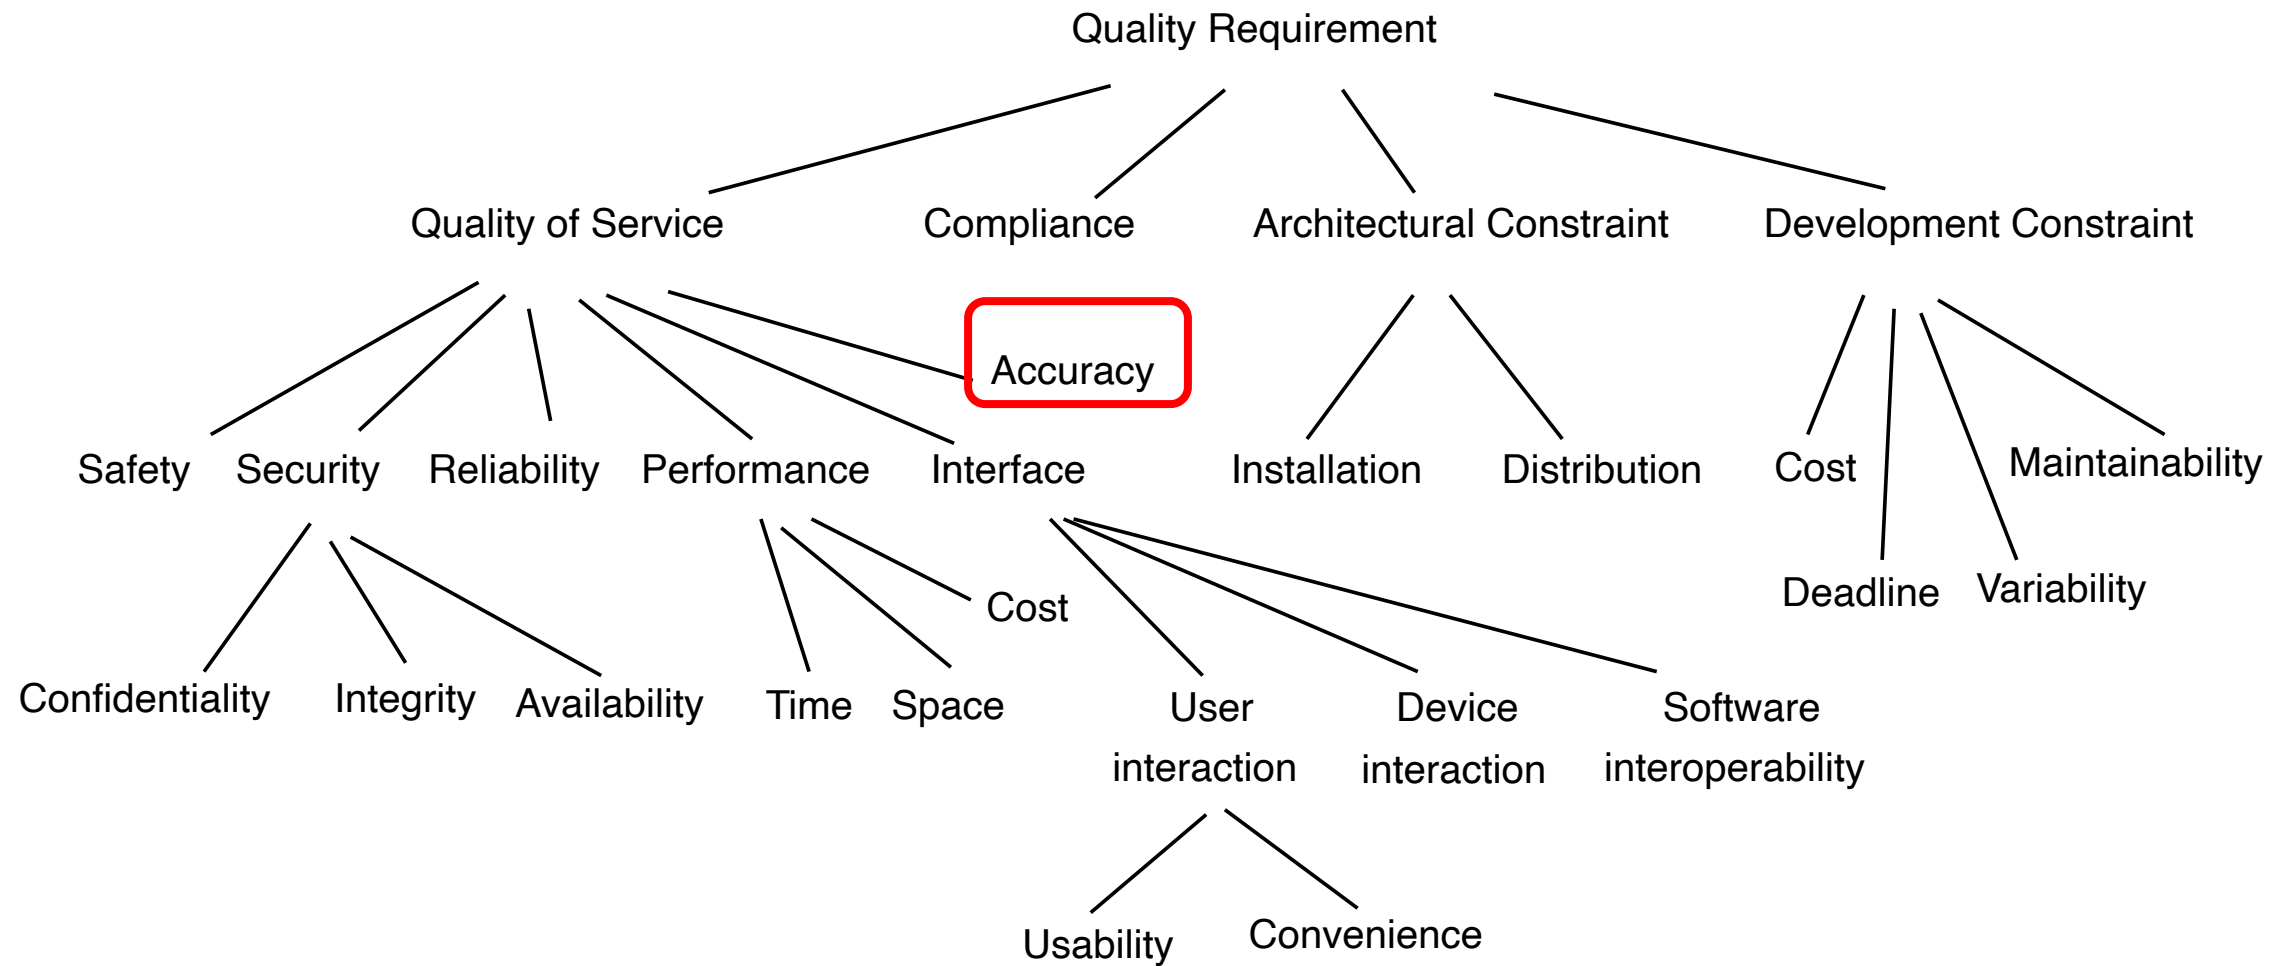 Quality Requirement
Quality of Service
Compliance
Architectural Constraint
Development Constraint
Accuracy
Safety
Security
Reliability
Performance
Interface
Installation
Distribution
Cost
Maintainability
Cost
Deadline
Variability
Confidentiality
Integrity
Availability
Time
Space
User
interaction
Device
interaction
Software
interoperability
Usability
Convenience